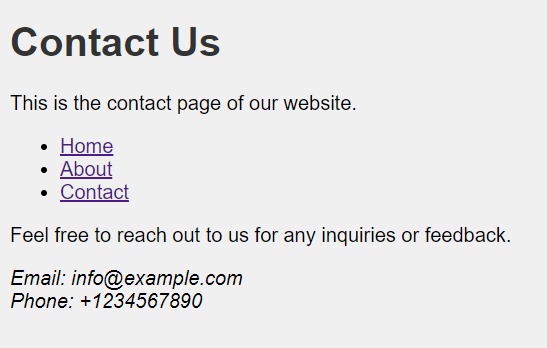 Contact Us
This is the contact page of our website.
Home
About
Contact
Feel free to reach out to us for any inquiries or feedback.
Email: info@example.com
Phone: +1234567890